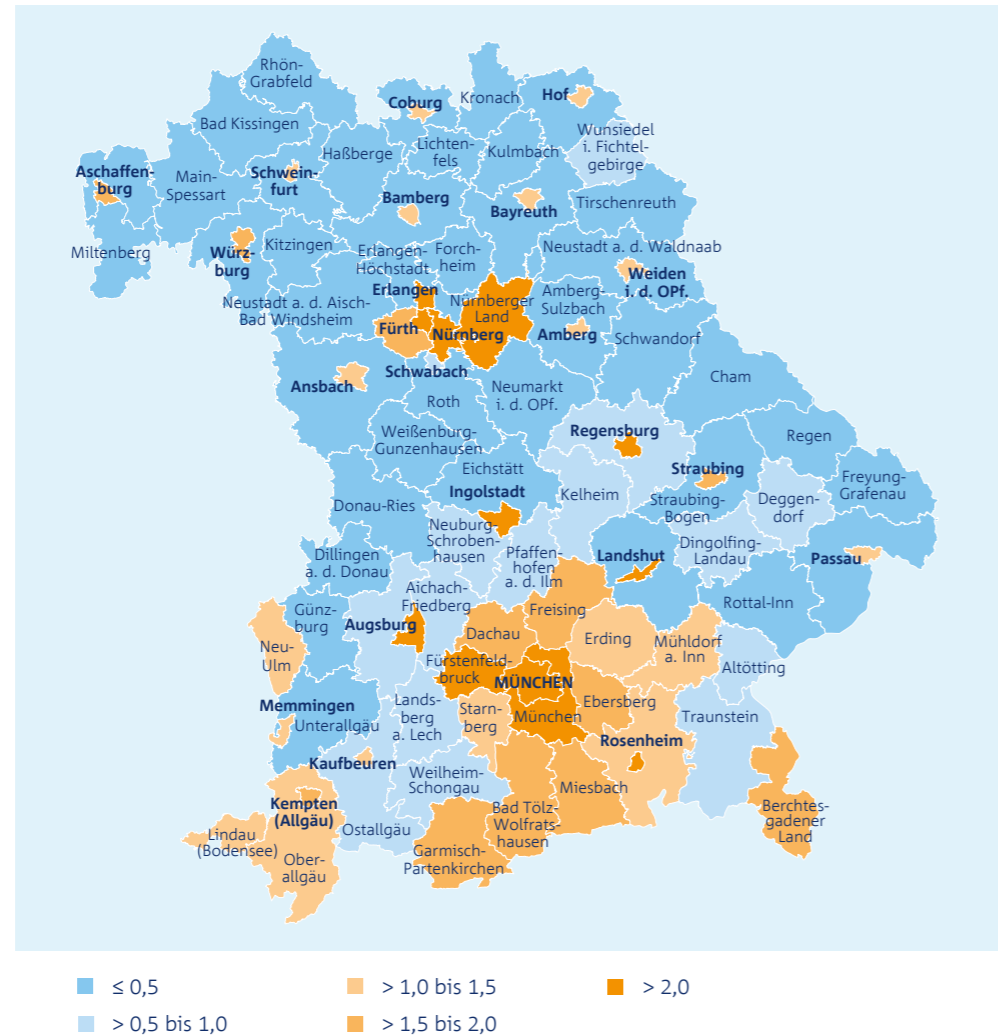 Rhön-
Grabfeld
Coburg
Kronach
Hof
Bad Kissingen
Wunsiedel
i. Fichtel-
gebirge
Lichten-
fels
Kulmbach
Haßberge
Aschaffen-
burg
Main-
Spessart
Schwein-
furt
Bamberg
Bayreuth
Tirschenreuth
Miltenberg
Würz-
burg
Kitzingen
Erlangen-
Höchstadt
Forch-
heim
Neustadt a. d. Waldnaab
Weiden
i. d. OPf.
Erlangen
Nürnberger
Land
Amberg-
Sulzbach
Neustadt a. d. Aisch-
Bad Windsheim
Fürth
Nürnberg
Amberg
Schwandorf
Ansbach
Schwabach
Roth
Neumarkt
i. d. OPf.
Cham
Weißenburg-
Gunzenhausen
Regensburg
Regen
Eichstätt
Straubing
Freyung-
Grafenau
Ingolstadt
Kelheim
Straubing-
Bogen
Deggen-
dorf
Donau-Ries
Neuburg-
Schroben-
hausen
Pfaffen-
hofen
a. d. Ilm
Landshut
Dingolfing-
Landau
Passau
Dillingen
a. d. Donau
Aichach-
Friedberg
Rottal-Inn
Günz-
burg
Augsburg
Freising
Dachau
Erding
Mühldorf
a. Inn
Neu-
Ulm
Fürstenfeld-
bruck
MÜNCHEN
Altötting
Memmingen
Unterallgäu
Lands-
berg
a. Lech
Starn-
berg
München
Ebersberg
Traunstein
Kaufbeuren
Rosenheim
Weilheim-
Schongau
Miesbach
Kempten
(Allgäu)
Ostallgäu
Bad Tölz-
Wolfrats-
hausen
Berchtes-
gadener
Land
Lindau
(Bodensee)
Ober-
allgäu
Garmisch-
Partenkirchen
≤ 0,5
> 1,0 bis 1,5
> 2,0
> 0,5 bis 1,0
> 1,5 bis 2,0